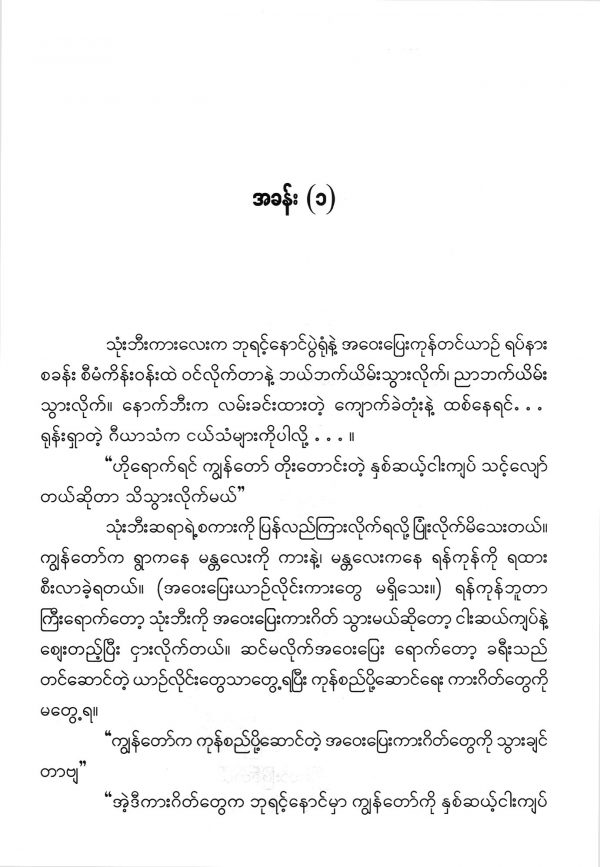 အခန်း (၁)
သုံးဘီးကားလေးက ဘုရင့်နောင်ပွဲရုံနဲ့ အဝေးပြေးကုန်တင်ယာဉ် ရပ်နား
စခန်း စီမံကိန်းဝန်းထဲ ဝင်လိုက်တာနဲ့ ဘယ်ဘက်ယိမ်းသွားလိုက်၊ ညာဘက်ယိမ်း
သွားလိုက်။ နောက်ဘီးက လမ်းခင်းထားတဲ့ ကျောက်ခဲတုံးနဲ့ ထစ်နေရင်. . .
ရုန်းရှာတဲ့ ဂီယာသံက ငယ်သံများကိုပါလို့ . . . ။
“ဟိုရောက်ရင် ကျွန်တော် တိုးတောင်းတဲ့ နှစ်ဆယ့်ငါးကျပ် သင့်လျော်
တယ်ဆိုတာ သိသွားလိုက်မယ်”
သုံးဘီးဆရာရဲ့စကားကို ပြန်လည်ကြားလိုက်ရလို့ ပြုံးလိုက်မိသေးတယ်။
ကျွန်တော်က ရွာကနေ မန္တလေးကို ကားနဲ့၊ မန္တလေးကနေ ရန်ကုန်ကို ရထား
စီးလာခဲ့ရတယ်။ (အဝေးပြေးယာဉ်လိုင်းကားတွေ မရှိသေး။) ရန်ကုန်ဘူတာ
ကြီးရောက်တော့ သုံးဘီးကို အဝေးပြေးကားဂိတ် သွားမယ်ဆိုတော့ ငါးဆယ်ကျပ်နဲ့
ဈေးတည့်ပြီး ငှားလိုက်တယ်။ ဆင်မလိုက်အဝေးပြေး ရောက်တော့ ခရီးသည်
တင်ဆောင်တဲ့ ယာဉ်လိုင်းတွေသာတွေ့ရပြီး ကုန်စည်ပို့ဆောင်ရေး ကားဂိတ်တွေကို
မတွေ့ရ။
“ကျွန်တော်က ကုန်စည်ပို့ဆောင်တဲ့ အဝေးပြေးကားဂိတ်တွေကို သွားချင်
တာဗျ”
“အဲ့ဒီကားဂိတ်တွေက ဘုရင့်နောင်မှာ ကျွန်တော်ကို နှစ်ဆယ့်ငါးကျပ်